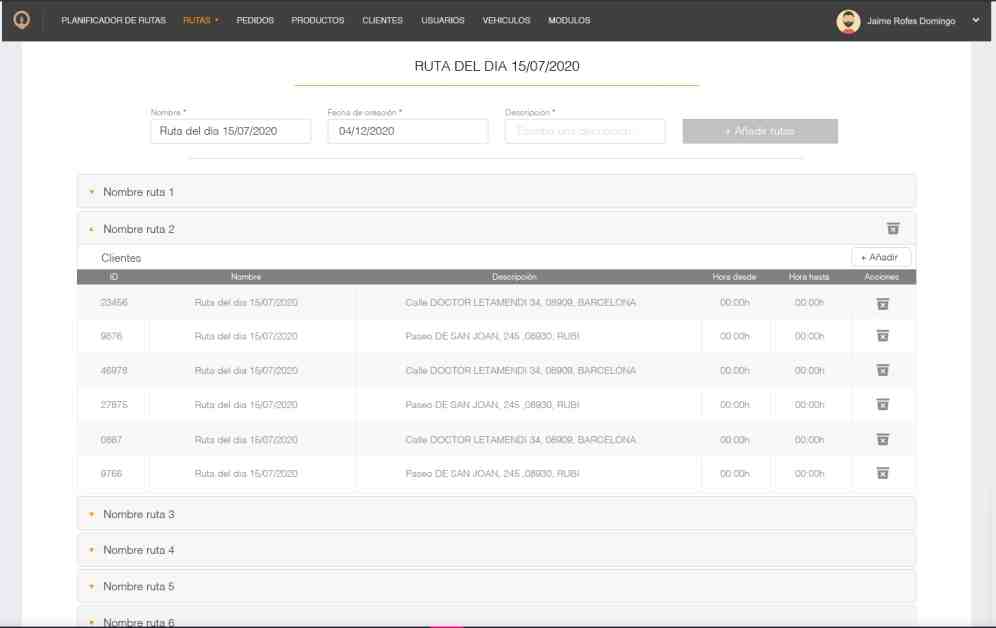 PLANIFICADOR DE RUTAS RUTAS PEDIDOS PRODUCTOS CLIENTES USUARIOS VEHICULOS MODULOS Jaime Rofes Domingo
RUTA DEL DIA 15/07/2020
Nombre * Fecha de creación * Descripción *
Ruta del dia 15/07/2020 04/12/2020 Escribe una descripción... + Añadir rutas
Nombre ruta 1
Nombre ruta 2
Clientes + Añadir
ID Nombre Descripción Hora desde Hora hasta Acciones
23456 Ruta del dia 15/07/2020 Calle DOCTOR LETAMENDI 34, 08909, BARCELONA 00:00h 00:00h
9876 Ruta del dia 15/07/2020 Paseo DE SAN JOAN, 245 ,08930, RUBI 00:00h 00:00h
46978 Ruta del dia 15/07/2020 Calle DOCTOR LETAMENDI 34, 08909, BARCELONA 00:00h 00:00h
27875 Ruta del dia 15/07/2020 Paseo DE SAN JOAN, 245 ,08930, RUBI 00:00h 00:00h
0867 Ruta del dia 15/07/2020 Calle DOCTOR LETAMENDI 34, 08909, BARCELONA 00:00h 00:00h
9766 Ruta del dia 15/07/2020 Paseo DE SAN JOAN, 245 ,08930, RUBI 00:00h 00:00h
Nombre ruta 3
Nombre ruta 4
Nombre ruta 5
Nombre ruta 6